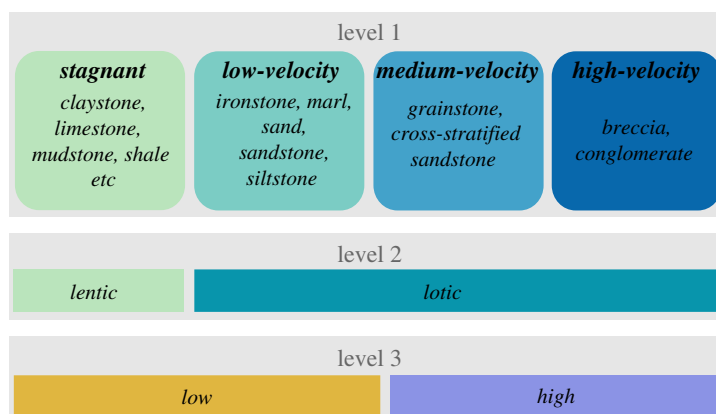 level 1
stagnant
claystone,
limestone,
mudstone, shale
etc
low-velocity
ironstone, marl,
sand,
sandstone,
siltstone
medium-velocity
grainstone,
cross-stratified
sandstone
high-velocity
breccia,
conglomerate
level 2
lentic
lotic
level 3
low
high